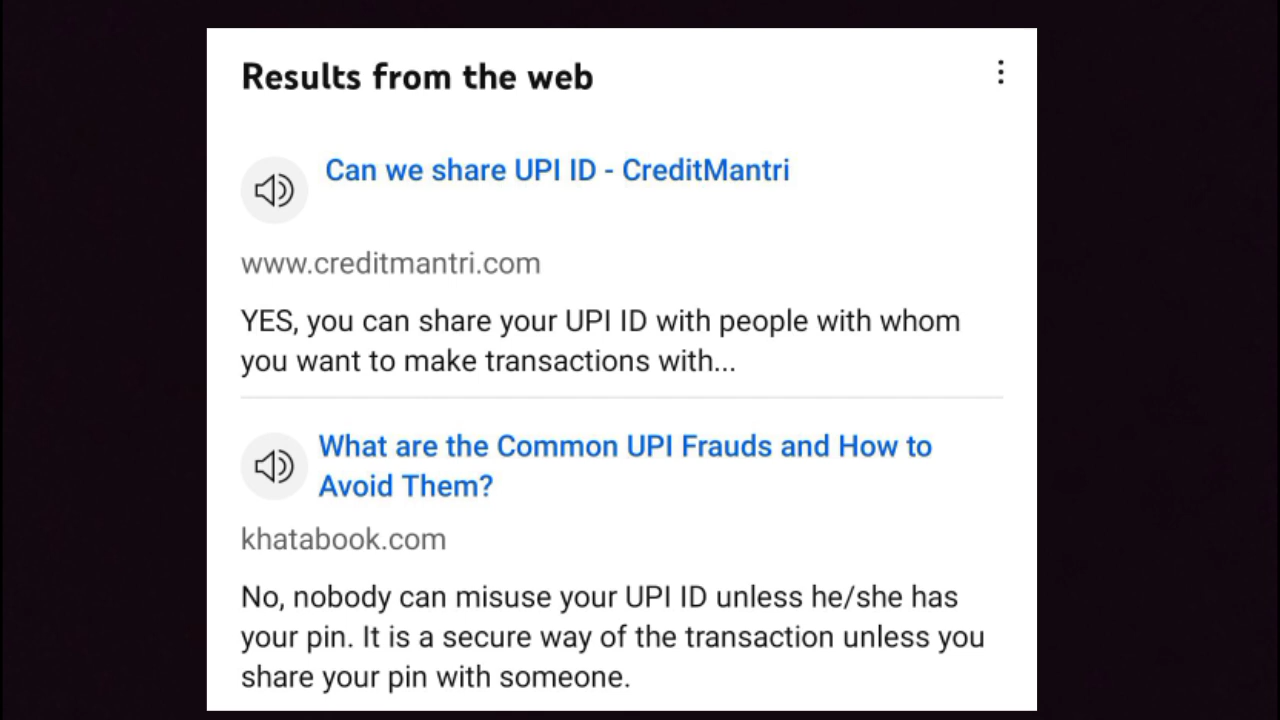 Results from the web
Can we share UPI ID - CreditMantri
www.creditmantri.com
YES, you can share your UPI ID with people with whom
you want to make transactions with...
What are the Common UPI Frauds and How to
Avoid Them?
khatabook.com
No, nobody can misuse your UPI ID unless he/she has
your pin. It is a secure way of the transaction unless you
share your pin with someone.